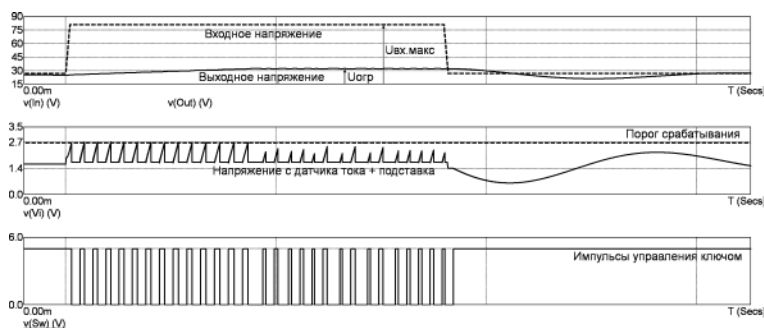 90
75
60
45
30
15
Входное напряжение
Uвх.макс
Выходное напряжение
Uогр
0.00m
T (Secs)
v(In) (V)
v(Out) (V)
3.5
2.7
1.4
0.0
Порог срабатывания
Напряжение с датчика тока + подставка
0.00m
T (Secs)
v(Vi) (V)
6.0
0.0
Импульсы управления ключом
0.00m
T (Secs)
v(Sw) (V)